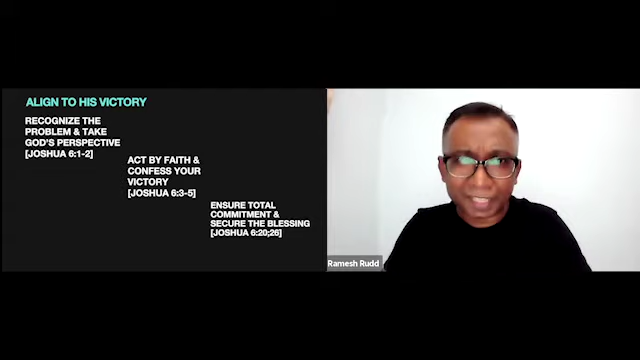 ALIGN TO HIS VICTORY
RECOGNIZE THE
PROBLEM & TAKE
GOD'S PERSPECTIVE
[JOSHUA 6:1-2]
ACT BY FAITH &
CONFESS YOUR
VICTORY
[JOSHUA 6:3-5]
ENSURE TOTAL
COMMITMENT &
SECURE THE BLESSING
[JOSHUA 6:20;26]
Ramesh Rudd